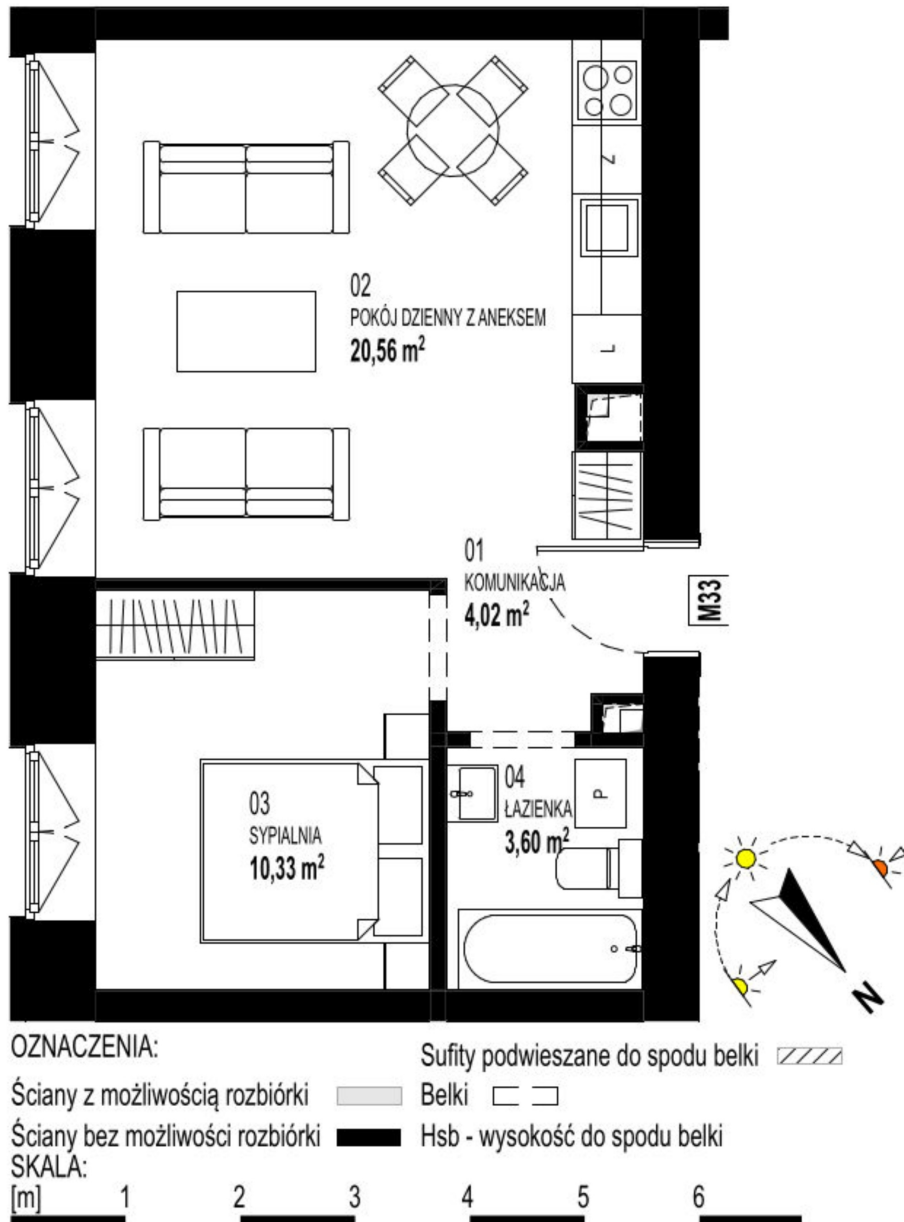 Z
02
POKÓJ DZIENNY Z ANEKSEM
20,56 m²
L
01
KOMUNIKACJA
4,02 m²
M33
03
SYPIALNIA
10,33 m²
04
ŁAZIENKA
3,60 m²
P
N
OZNACZENIA:
Sufity podwieszane do spodu belki
Ściany z możliwością rozbiórki
Belki
Ściany bez możliwości rozbiórki
Hsb - wysokość do spodu belki
SKALA:
[m] 1 2 3 4 5 6